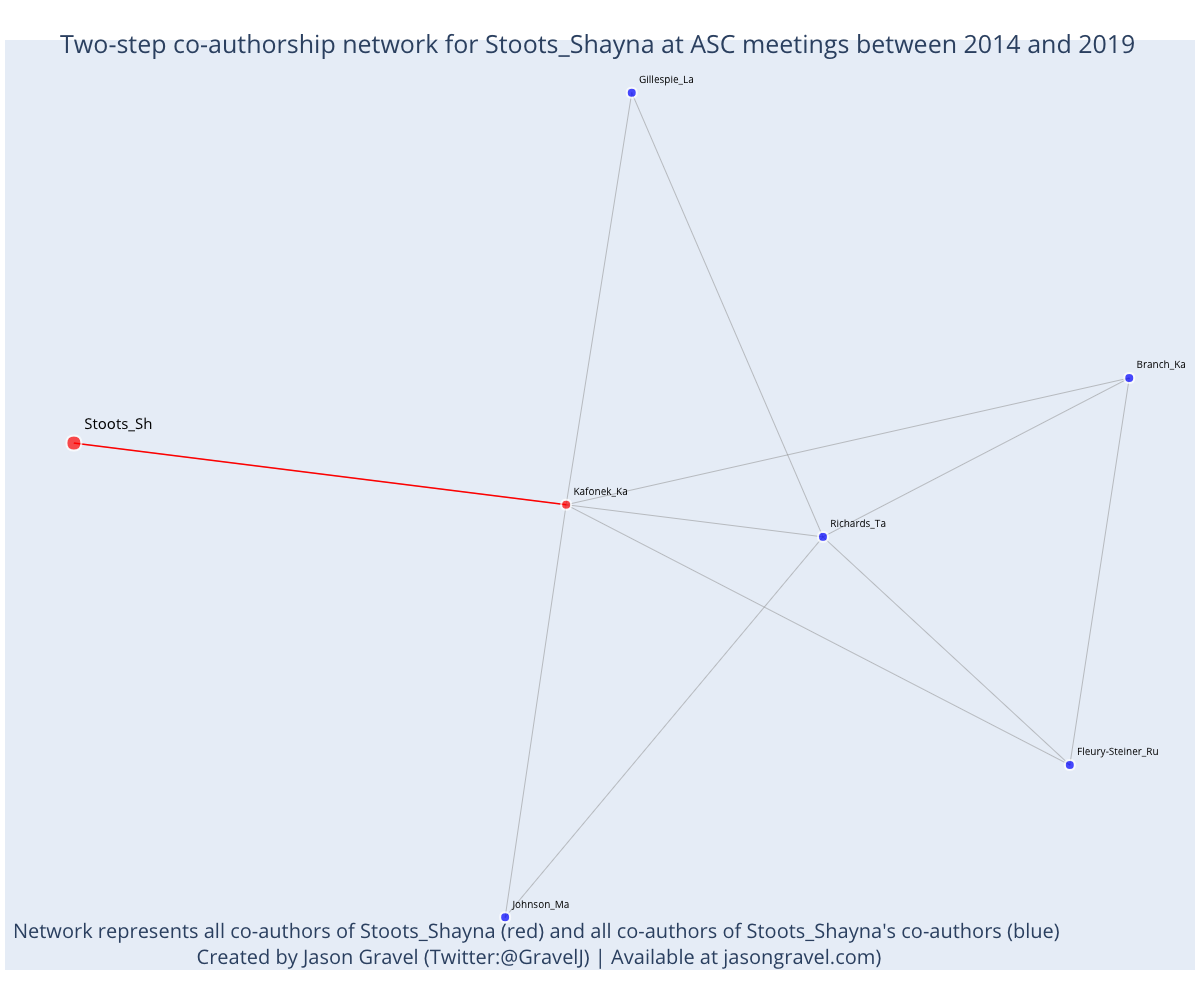 Two-step co-authorship network for Stoots_Shayna at ASC meetings between 2014 and 2019
Gillespie_La
Branch_Ka
Stoots_Sh
Kafonek_Ka
Richards_Ta
Fleury-Steiner_Ru
Johnson_Ma
Network represents all co-authors of Stoots_Shayna (red) and all co-authors of Stoots_Shayna's co-authors (blue)
Created by Jason Gravel (Twitter:@GravelJ) | Available at jasongravel.com)